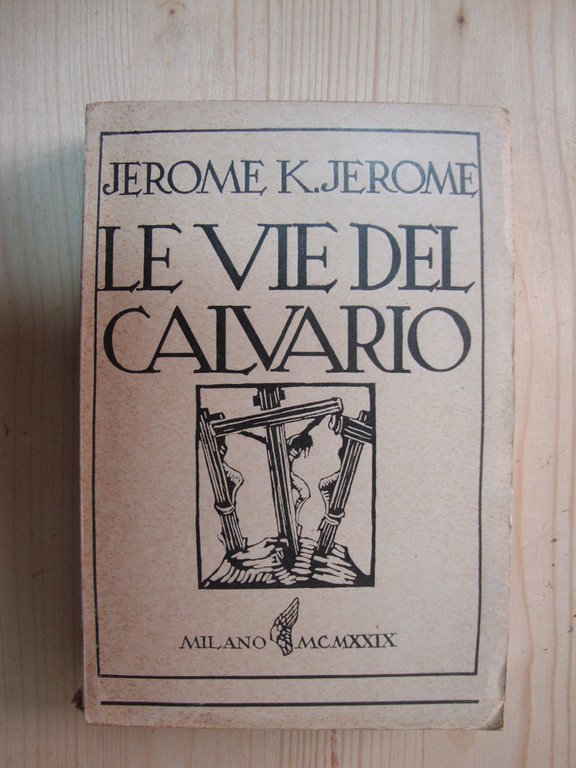 JEROME K. JEROME
LE VIE DEL
CALVARIO
MILANO MCMXXIX